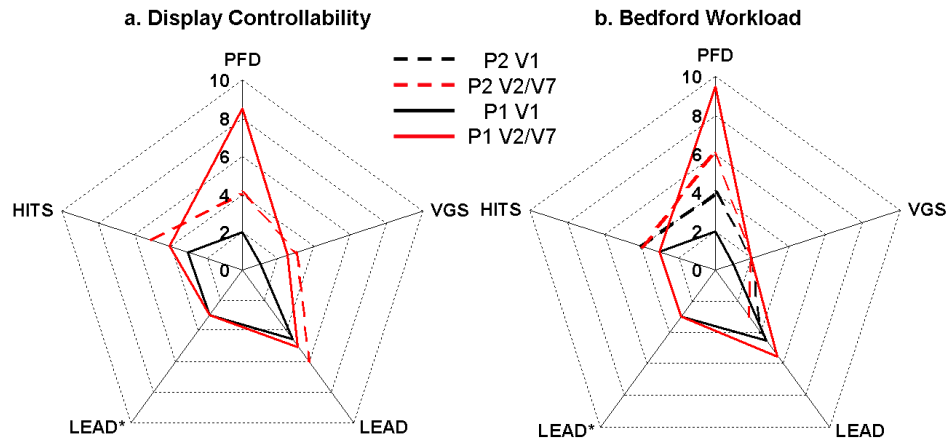 a. Display Controllability
b. Bedford Workload
PFD
10
8
6
4
2
0
HITS
VGS
LEAD*
LEAD
P2 V1
P2 V2/V7
P1 V1
P1 V2/V7
PFD
10
8
6
4
2
0
HITS
VGS
LEAD*
LEAD